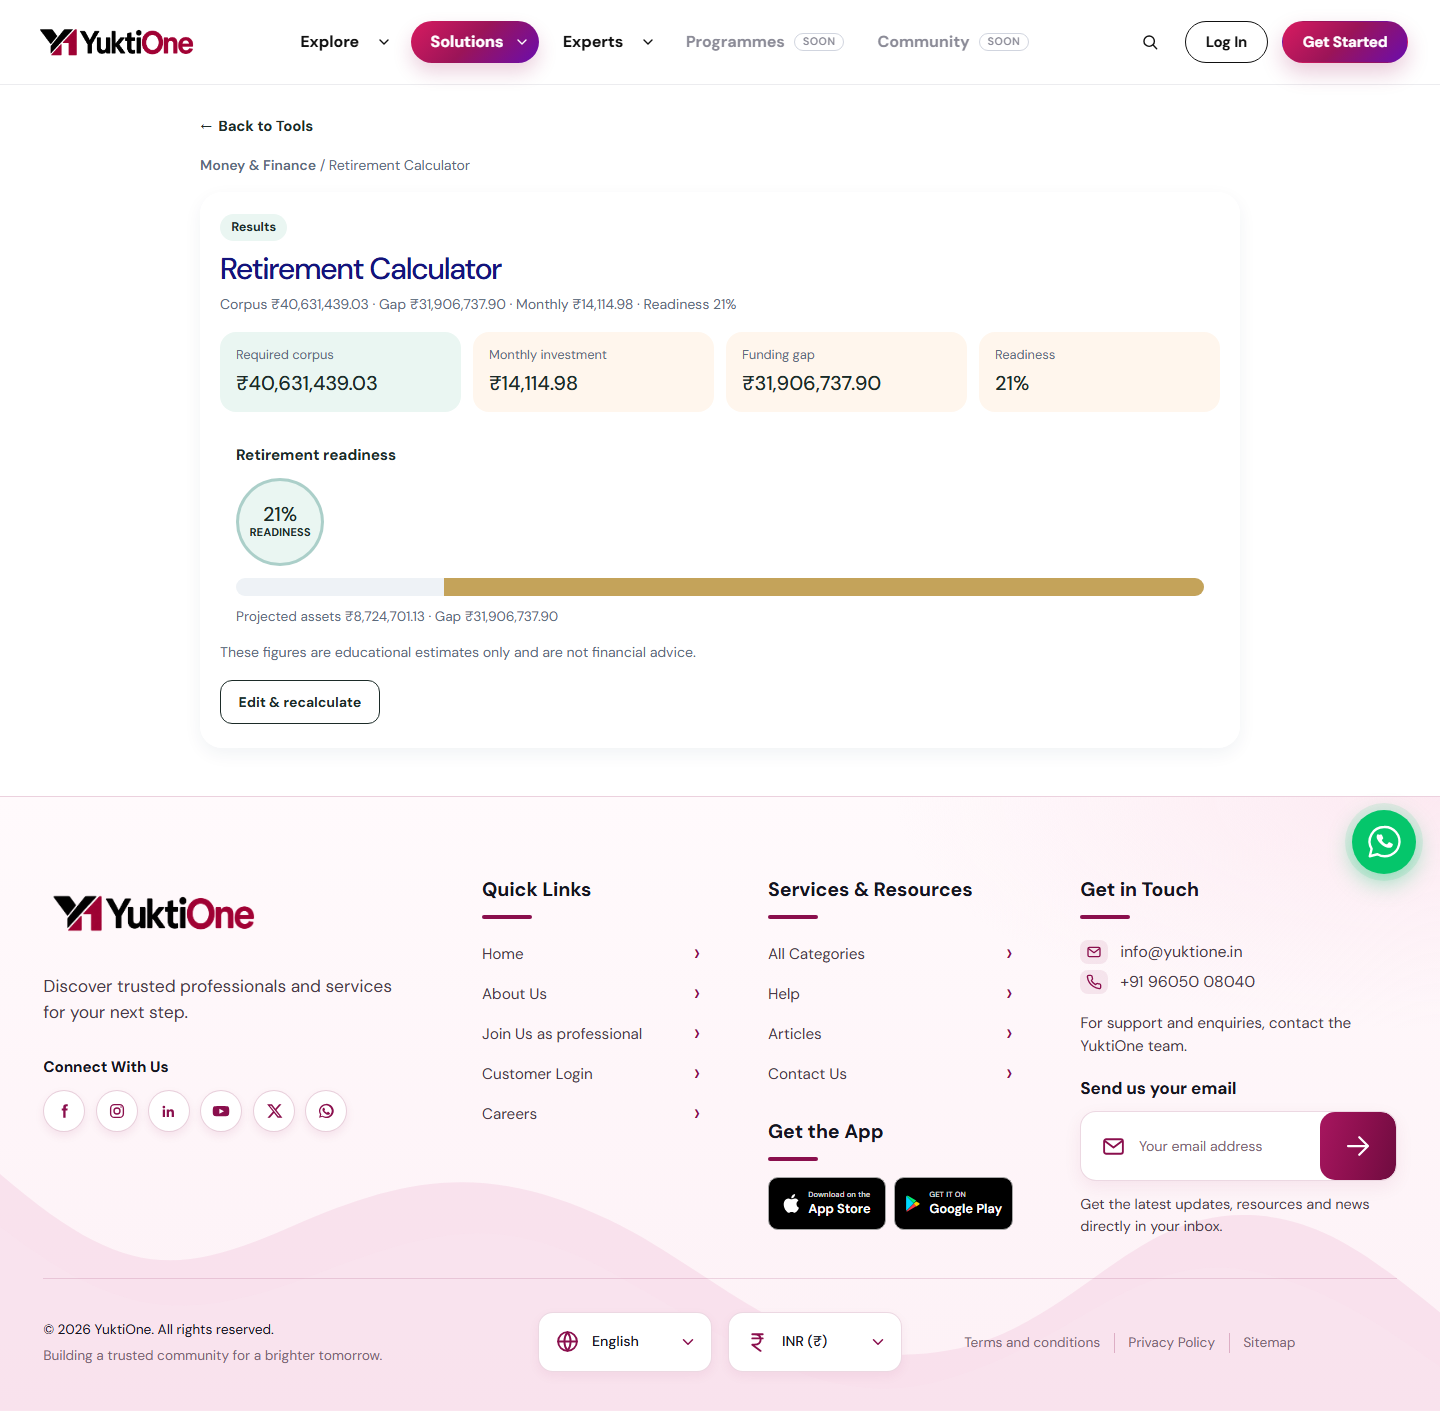 YuktiOne
Explore
Solutions
Experts
Programmes SOON
Community SOON
Log In
Get Started
← Back to Tools
Money & Finance / Retirement Calculator
Results
Retirement Calculator
Corpus ₹40,631,439.03 · Gap ₹31,906,737.90 · Monthly ₹14,114.98 · Readiness 21%
Required corpus
₹40,631,439.03
Monthly investment
₹14,114.98
Funding gap
₹31,906,737.90
Readiness
21%
Retirement readiness
21%
READINESS
Projected assets ₹8,724,701.13 · Gap ₹31,906,737.90
These figures are educational estimates only and are not financial advice.
Edit & recalculate
YuktiOne
Discover trusted professionals and services
for your next step.
Connect With Us
Quick Links
Home
About Us
Join Us as professional
Customer Login
Careers
Services & Resources
All Categories
Help
Articles
Contact Us
Get the App
Download on the
App Store
GET IT ON
Google Play
Get in Touch
info@yuktione.in
+91 96050 08040
For support and enquiries, contact the
YuktiOne team.
Send us your email
Your email address
Get the latest updates, resources and news
directly in your inbox.
© 2026 YuktiOne. All rights reserved.
Building a trusted community for a brighter tomorrow.
English
INR (₹)
Terms and conditions
Privacy Policy
Sitemap